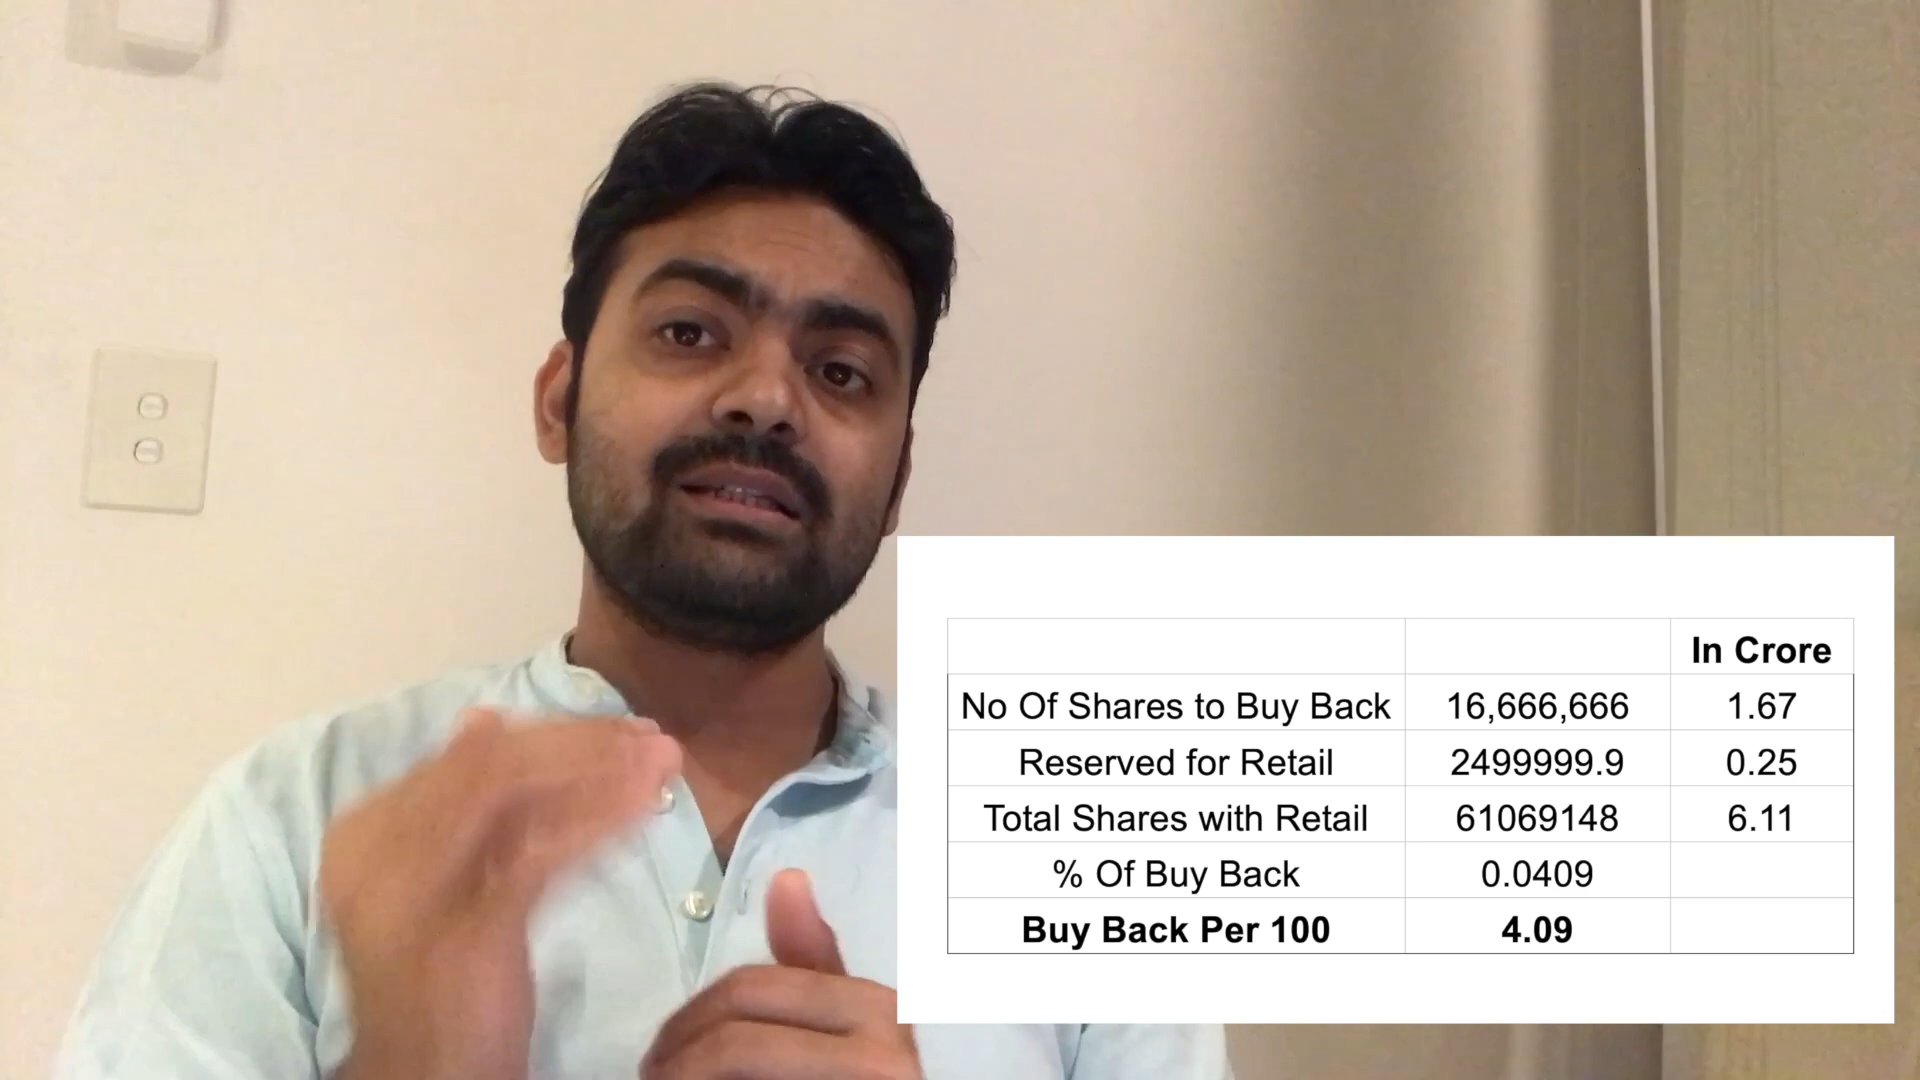 In Crore
No Of Shares to Buy Back 16,666,666 1.67
Reserved for Retail 2499999.9 0.25
Total Shares with Retail 61069148 6.11
% Of Buy Back 0.0409
Buy Back Per 100 4.09